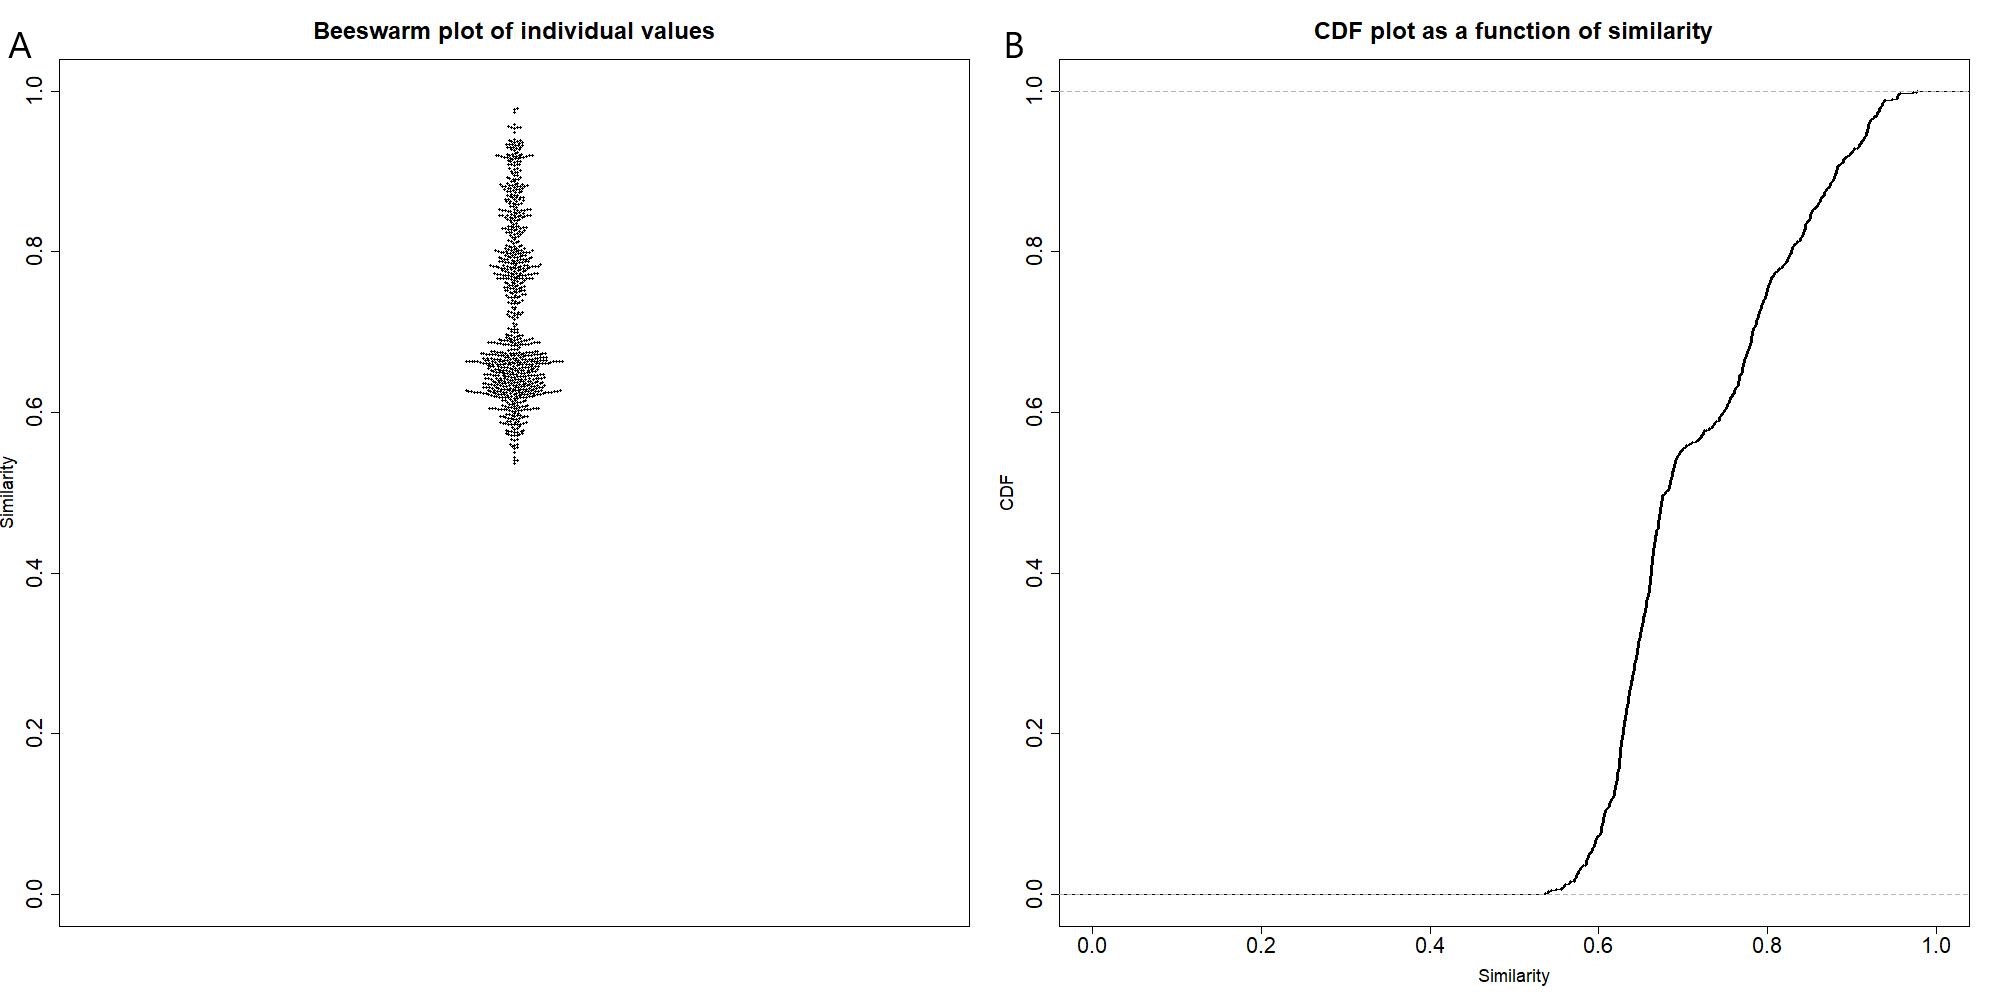 A
Beeswarm plot of individual values
Similarity
1.0
0.8
0.6
0.4
0.2
0.0
B
CDF plot as a function of similarity
CDF
1.0
0.8
0.6
0.4
0.2
0.0
0.0 0.2 0.4 0.6 0.8 1.0
Similarity